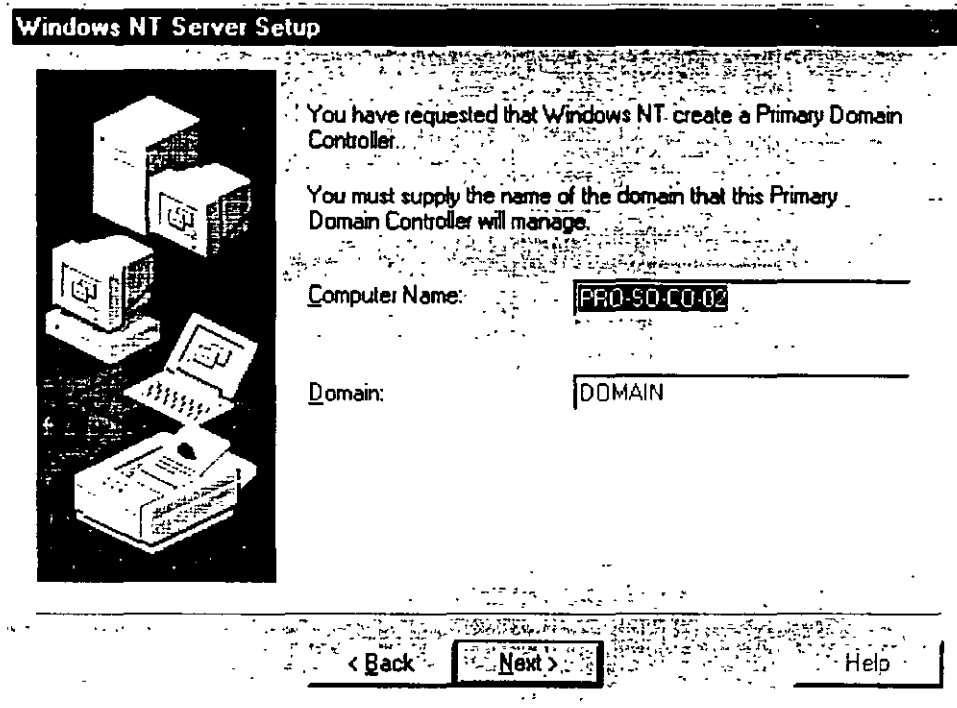 Windows NT Server Setup
You have requested that Windows NT create a Primary Domain
Controller.
You must supply the name of the domain that this Primary
Domain Controller will manage.
Computer Name: PRO-SO-CO-02
Domain: DOMAIN
< Back Next > Help